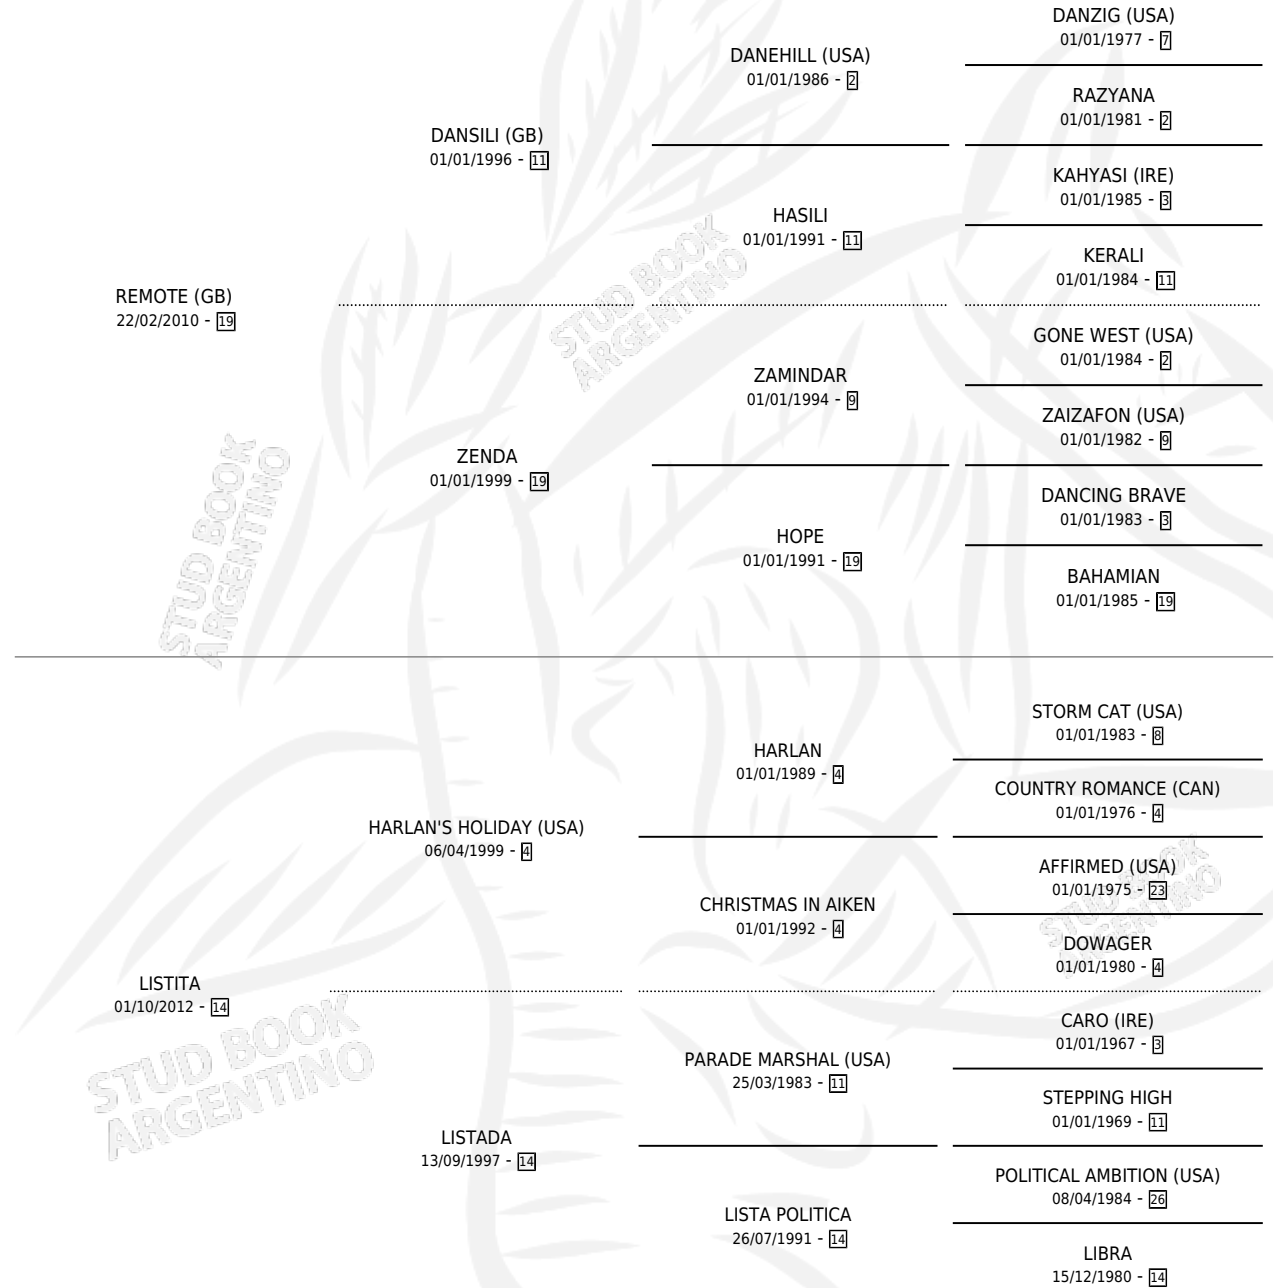 DANZIG (USA)
01/01/1977 - 7
DANEHILL (USA)
01/01/1986 - 2
RAZYANA
01/01/1981 - 2
DANSILI (GB)
01/01/1996 - 11
KAHYASI (IRE)
01/01/1985 - 3
HASILI
01/01/1991 - 11
KERALI
01/01/1984 - 11
REMOTE (GB)
22/02/2010 - 19
GONE WEST (USA)
01/01/1984 - 2
ZAMINDAR
01/01/1994 - 9
ZAIZAFON (USA)
01/01/1982 - 9
ZENDA
01/01/1999 - 19
DANCING BRAVE
01/01/1983 - 3
HOPE
01/01/1991 - 19
BAHAMIAN
01/01/1985 - 19
STUD BOOK
ARGENTINO
STUD BOOK
ARGENTINO
STORM CAT (USA)
01/01/1983 - 8
HARLAN
01/01/1989 - 4
COUNTRY ROMANCE (CAN)
01/01/1976 - 4
HARLAN'S HOLIDAY (USA)
06/04/1999 - 4
AFFIRMED (USA)
01/01/1975 - 23
CHRISTMAS IN AIKEN
01/01/1992 - 4
DOWAGER
01/01/1980 - 4
STUD BOOK
ARGENTINO
LISTITA
01/10/2012 - 14
CARO (IRE)
01/01/1967 - 3
PARADE MARSHAL (USA)
25/03/1983 - 11
STEPPING HIGH
01/01/1969 - 11
STUD BOOK
ARGENTINO
LISTADA
13/09/1997 - 14
POLITICAL AMBITION (USA)
08/04/1984 - 26
LISTA POLITICA
26/07/1991 - 14
LIBRA
15/12/1980 - 14